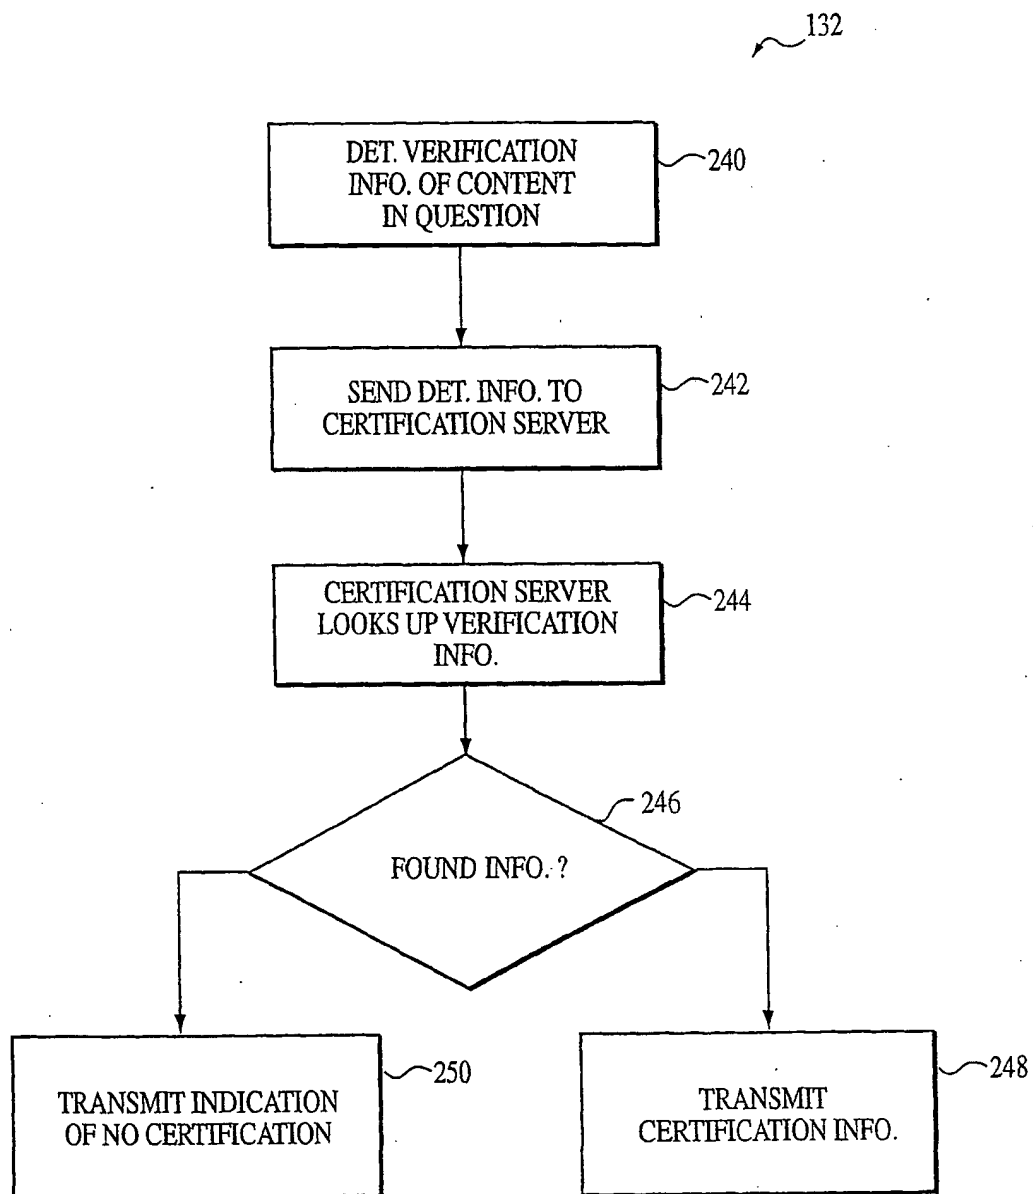 132
DET. VERIFICATION
INFO. OF CONTENT
IN QUESTION
240
SEND DET. INFO. TO
CERTIFICATION SERVER
242
CERTIFICATION SERVER
LOOKS UP VERIFICATION
INFO.
244
246
FOUND INFO. ?
TRANSMIT INDICATION
OF NO CERTIFICATION
250
TRANSMIT
CERTIFICATION INFO.
248